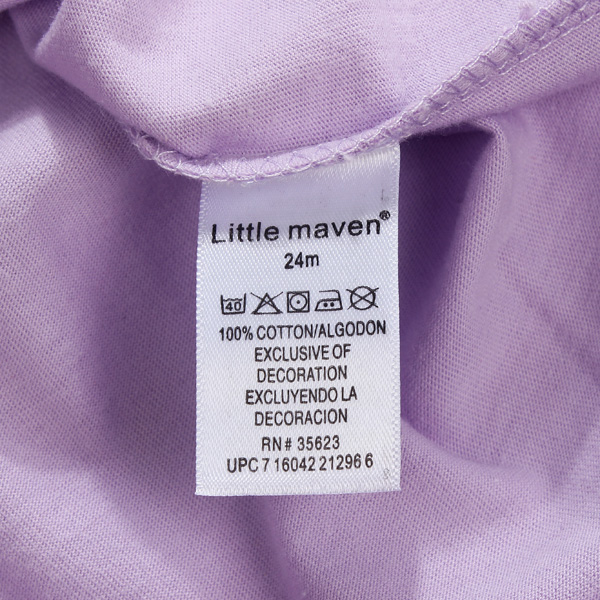 Little maven®
24m
40
100% COTTON/ALGODON
EXCLUSIVE OF
DECORATION
EXCLUYENDO LA
DECORACION
RN # 35623
UPC 7 16042 21296 6